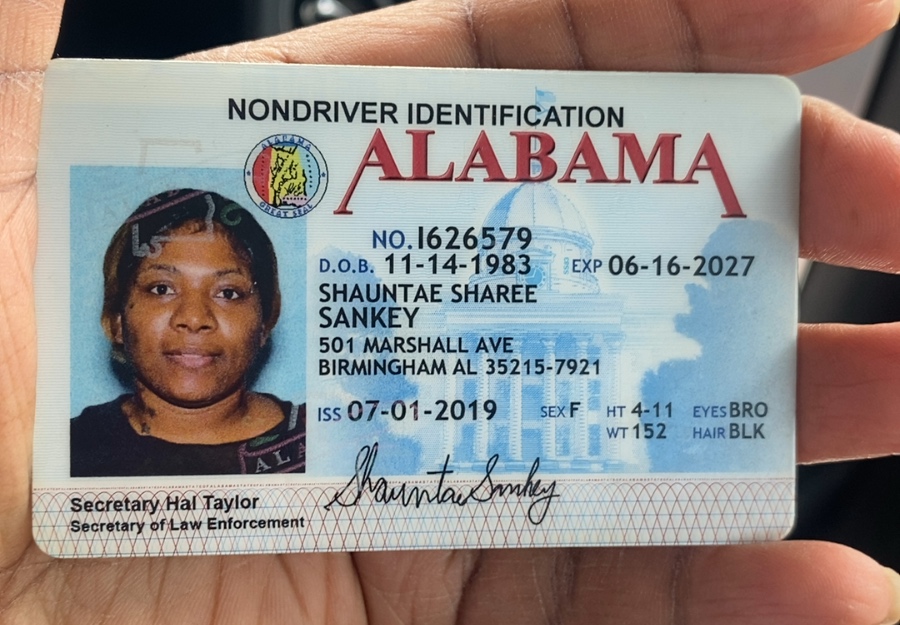 NONDRIVER IDENTIFICATION
ALABAMA
ALABAMA
GREAT SEAL
NO. 1626579
D.O.B. 11-14-1983 EXP 06-16-2027
SHAUNTAE SHAREE
SANKEY
501 MARSHALL AVE
BIRMINGHAM AL 35215-7921
ISS 07-01-2019 SEX F HT 4-11 EYES BRO
WT 152 HAIR BLK
AL
Shauntae Sankey
Secretary Hal Taylor
Secretary of Law Enforcement